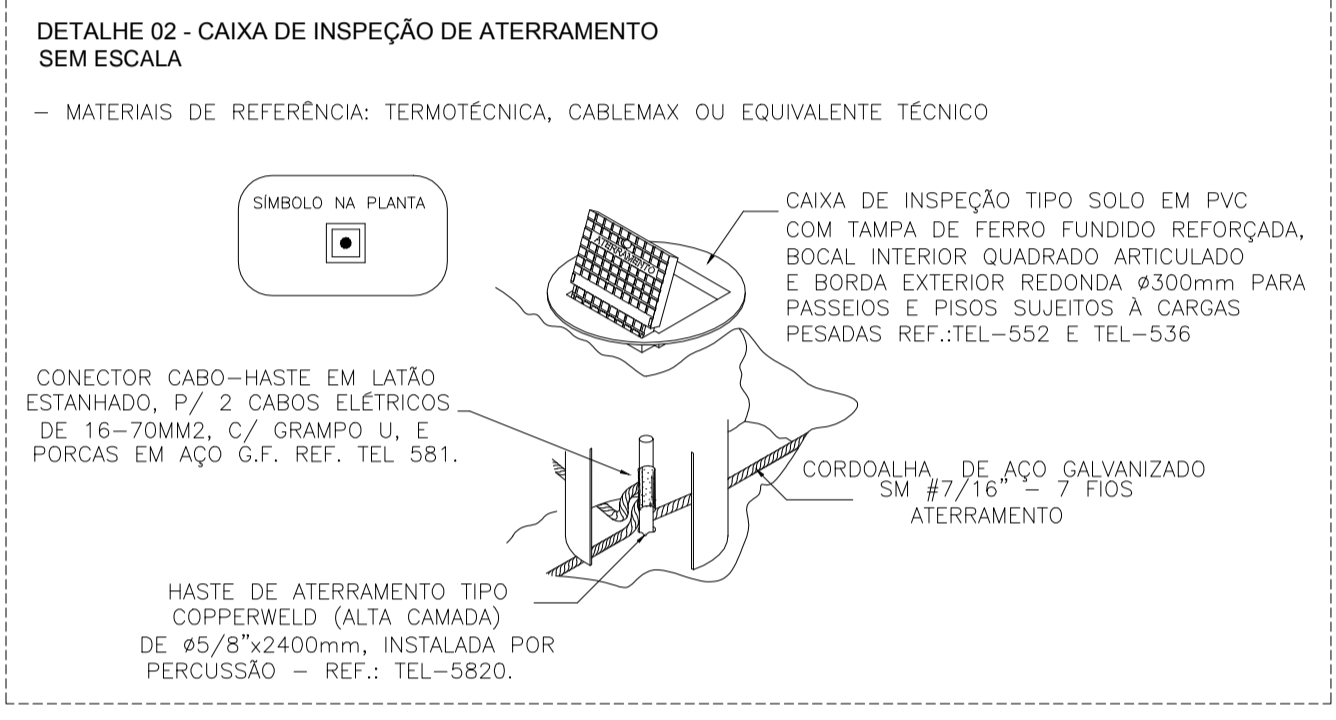 DETALHE 02 - CAIXA DE INSPEÇÃO DE ATERRAMENTO
SEM ESCALA
– MATERIAIS DE REFERÊNCIA: TERMOTÉCNICA, CABLEMAX OU EQUIVALENTE TÉCNICO
SÍMBOLO NA PLANTA
ATERRAMENTO
CAIXA DE INSPEÇÃO TIPO SOLO EM PVC
COM TAMPA DE FERRO FUNDIDO REFORÇADA,
BOCAL INTERIOR QUADRADO ARTICULADO
E BORDA EXTERIOR REDONDA Ø300mm PARA
PASSEIOS E PISOS SUJEITOS À CARGAS
PESADAS REF.:TEL–552 E TEL–536
CONECTOR CABO–HASTE EM LATÃO
ESTANHADO, P/ 2 CABOS ELÉTRICOS
DE 16–70MM2, C/ GRAMPO U, E
PORCAS EM AÇO G.F. REF. TEL 581.
CORDOALHA DE AÇO GALVANIZADO
SM #7/16” – 7 FIOS
ATERRAMENTO
HASTE DE ATERRAMENTO TIPO
COPPERWELD (ALTA CAMADA)
DE Ø5/8”x2400mm, INSTALADA POR
PERCUSSÃO – REF.: TEL–5820.